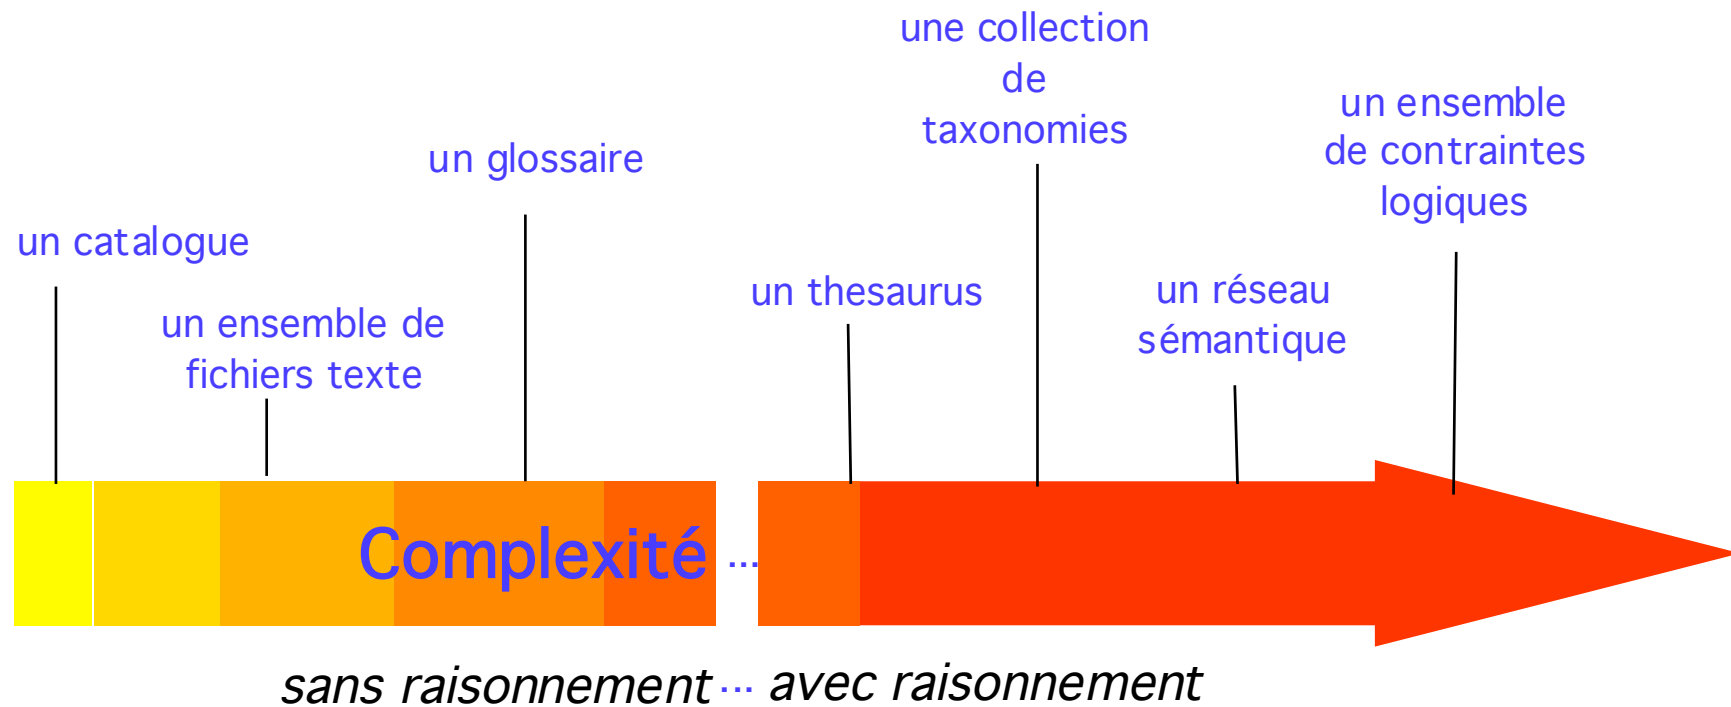 une collection
de
taxonomies
un ensemble
de contraintes
logiques
un glossaire
un catalogue
un thesaurus
un réseau
sémantique
un ensemble de
fichiers texte
Complexité ...
sans raisonnement ... avec raisonnement